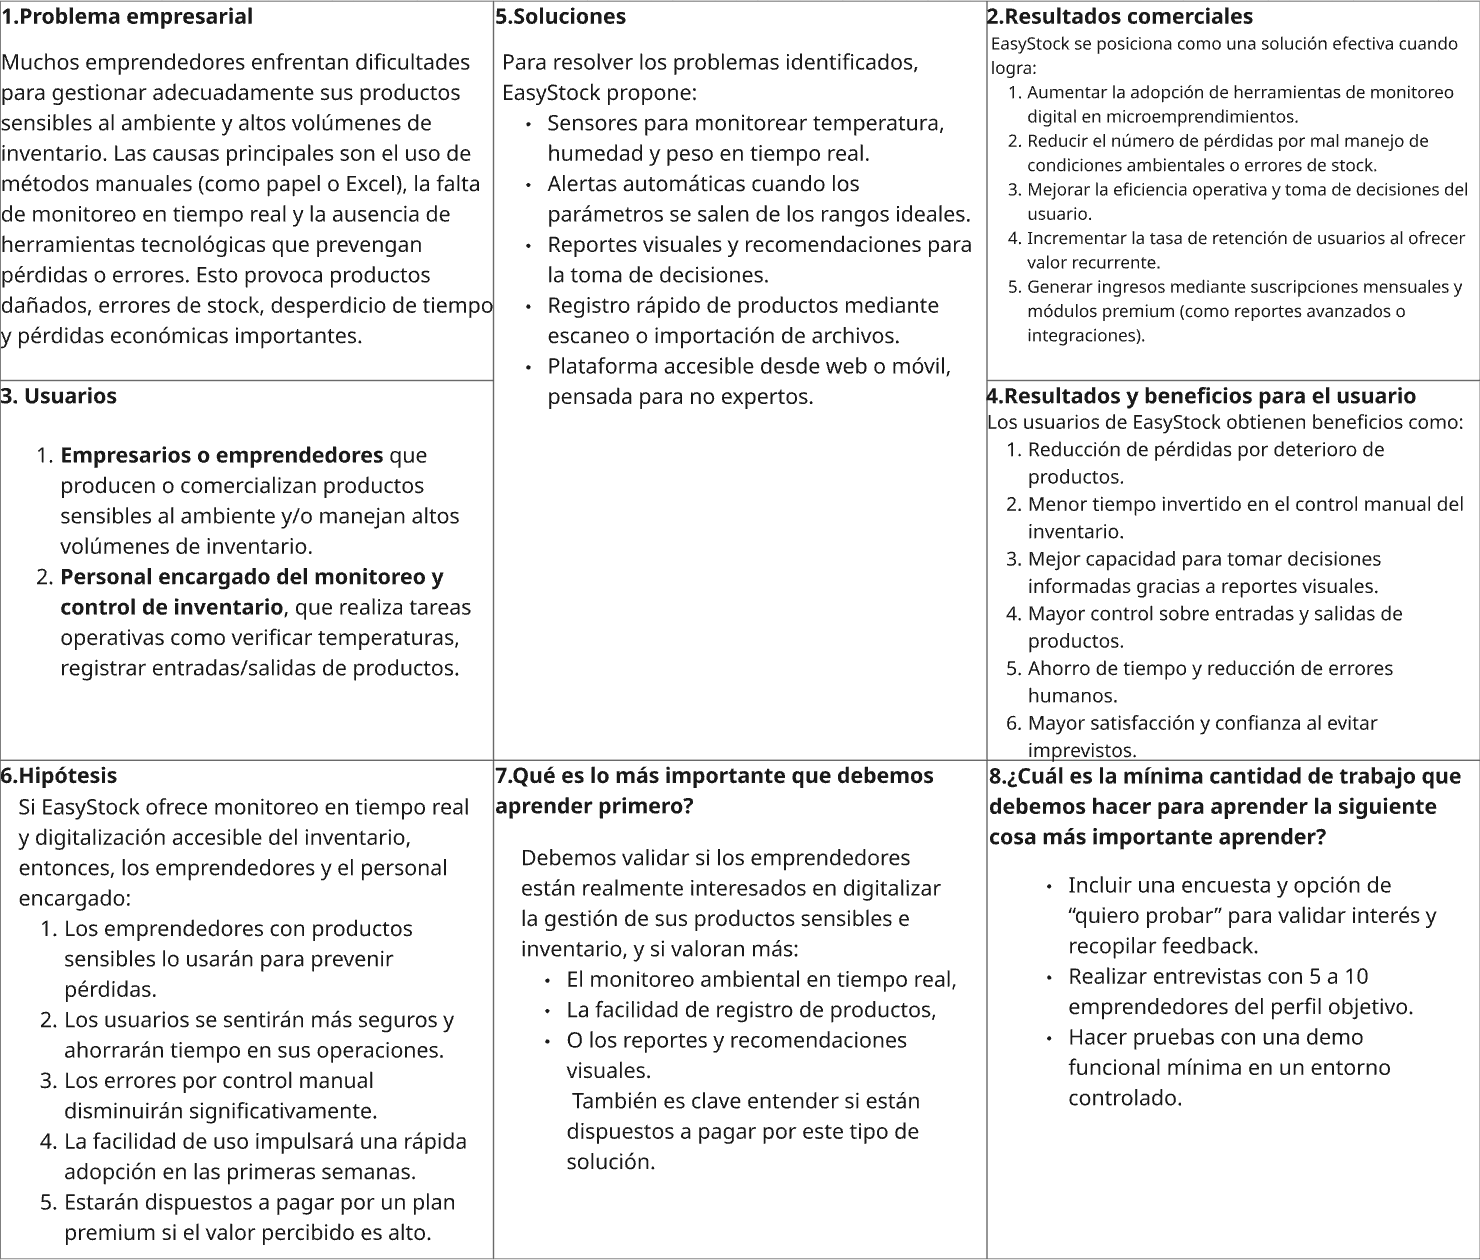 1.Problema empresarial
Muchos emprendedores enfrentan dificultades
para gestionar adecuadamente sus productos
sensibles al ambiente y altos volúmenes de
inventario. Las causas principales son el uso de
métodos manuales (como papel o Excel), la falta
de monitoreo en tiempo real y la ausencia de
herramientas tecnológicas que prevengan
pérdidas o errores. Esto provoca productos
dañados, errores de stock, desperdicio de tiempo
y pérdidas económicas importantes.
5.Soluciones
Para resolver los problemas identificados,
EasyStock propone:
• Sensores para monitorear temperatura,
humedad y peso en tiempo real.
• Alertas automáticas cuando los
parámetros se salen de los rangos ideales.
• Reportes visuales y recomendaciones para
la toma de decisiones.
• Registro rápido de productos mediante
escaneo o importación de archivos.
• Plataforma accesible desde web o móvil,
pensada para no expertos.
2.Resultados comerciales
EasyStock se posiciona como una solución efectiva cuando
logra:
1. Aumentar la adopción de herramientas de monitoreo
digital en microemprendimientos.
2. Reducir el número de pérdidas por mal manejo de
condiciones ambientales o errores de stock.
3. Mejorar la eficiencia operativa y toma de decisiones del
usuario.
4. Incrementar la tasa de retención de usuarios al ofrecer
valor recurrente.
5. Generar ingresos mediante suscripciones mensuales y
módulos premium (como reportes avanzados o
integraciones).
3. Usuarios
1. Empresarios o emprendedores que
producen o comercializan productos
sensibles al ambiente y/o manejan altos
volúmenes de inventario.
2. Personal encargado del monitoreo y
control de inventario, que realiza tareas
operativas como verificar temperaturas,
registrar entradas/salidas de productos.
4.Resultados y beneficios para el usuario
Los usuarios de EasyStock obtienen beneficios como:
1. Reducción de pérdidas por deterioro de
productos.
2. Menor tiempo invertido en el control manual del
inventario.
3. Mejor capacidad para tomar decisiones
informadas gracias a reportes visuales.
4. Mayor control sobre entradas y salidas de
productos.
5. Ahorro de tiempo y reducción de errores
humanos.
6. Mayor satisfacción y confianza al evitar
imprevistos.
6.Hipótesis
Si EasyStock ofrece monitoreo en tiempo real
y digitalización accesible del inventario,
entonces, los emprendedores y el personal
encargado:
1. Los emprendedores con productos
sensibles lo usarán para prevenir
pérdidas.
2. Los usuarios se sentirán más seguros y
ahorrarán tiempo en sus operaciones.
3. Los errores por control manual
disminuirán significativamente.
4. La facilidad de uso impulsará una rápida
adopción en las primeras semanas.
5. Estarán dispuestos a pagar por un plan
premium si el valor percibido es alto.
7.Qué es lo más importante que debemos
aprender primero?
Debemos validar si los emprendedores
están realmente interesados en digitalizar
la gestión de sus productos sensibles e
inventario, y si valoran más:
• El monitoreo ambiental en tiempo real,
• La facilidad de registro de productos,
• O los reportes y recomendaciones
visuales.
También es clave entender si están
dispuestos a pagar por este tipo de
solución.
8.¿Cuál es la mínima cantidad de trabajo que
debemos hacer para aprender la siguiente
cosa más importante aprender?
• Incluir una encuesta y opción de
“quiero probar” para validar interés y
recopilar feedback.
• Realizar entrevistas con 5 a 10
emprendedores del perfil objetivo.
• Hacer pruebas con una demo
funcional mínima en un entorno
controlado.